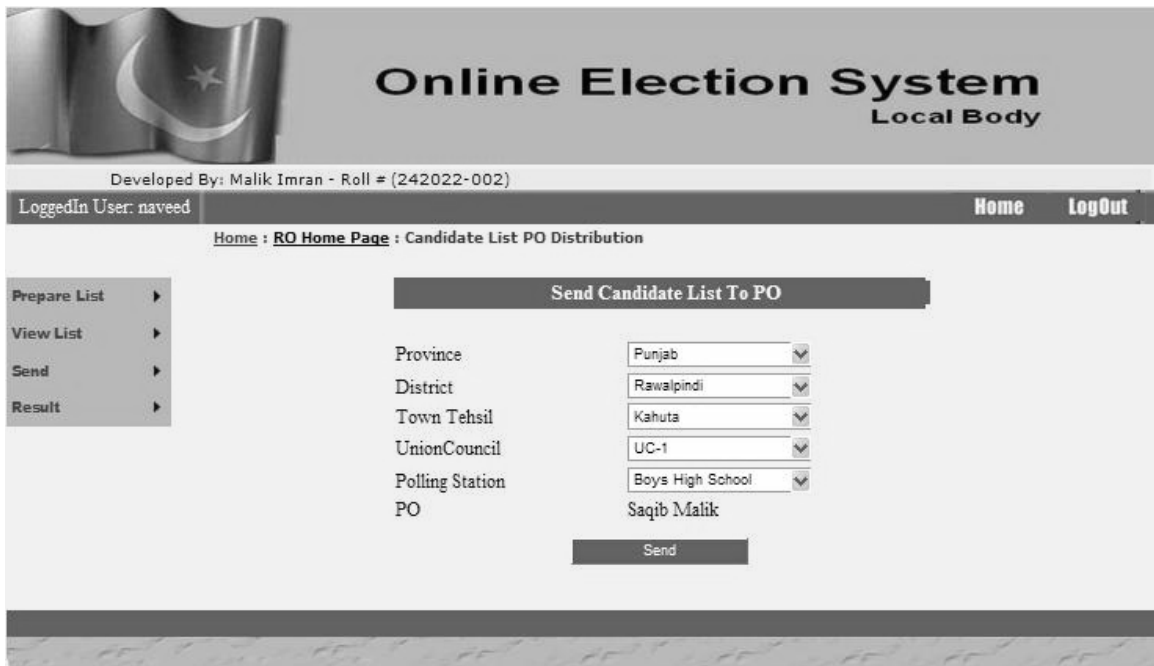 Online Election System
Local Body
Developed By: Malik Imran - Roll # (242022-002)
LoggedIn User: naveed Home LogOut
Home : RO Home Page : Candidate List PO Distribution
Prepare List
View List
Send
Result
Send Candidate List To PO
Province Punjab
District Rawalpindi
Town Tehsil Kahuta
UnionCouncil UC-1
Polling Station Boys High School
PO Saqib Malik
Send